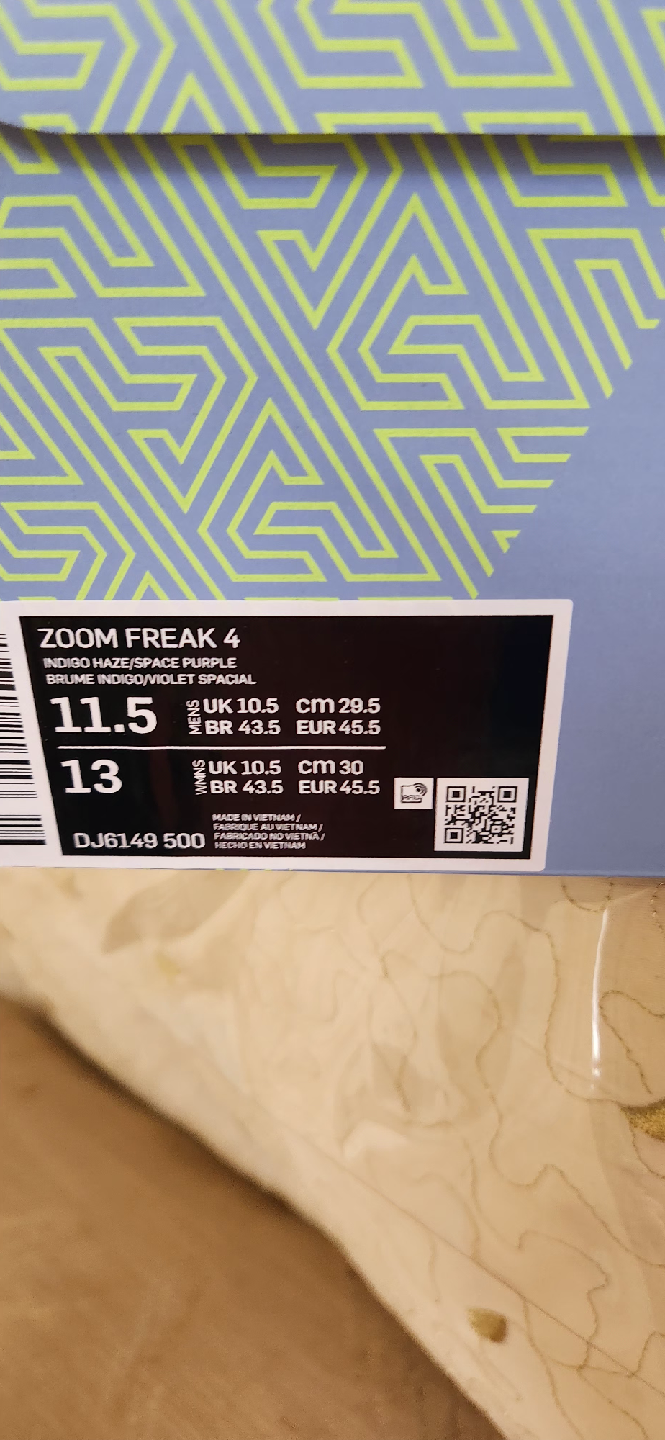 ZOOM FREAK 4
INDIGO HAZE/SPACE PURPLE
BRUME INDIGO/VIOLET SPACIAL
11.5 MENS UK 10.5 cm 29.5
BR 43.5 EUR 45.5
13 WMNS UK 10.5 cm 30
BR 43.5 EUR 45.5
DJ6149 500
MADE IN VIETNAM /
FABRIQUE AU VIETNAM /
FABRICADO NO VIETNÃ /
HECHO EN VIETNAM